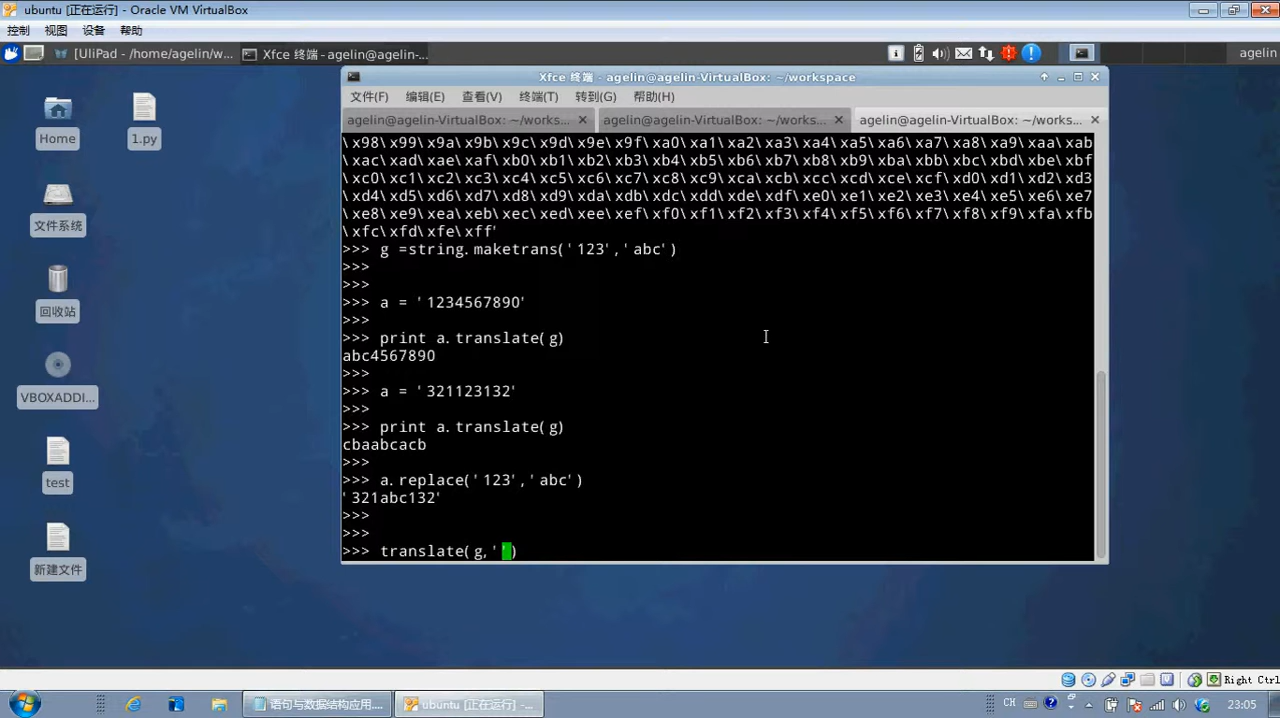 ubuntu [正在运行] - Oracle VM VirtualBox
控制 视图 设备 帮助
[UliPad - /home/agelin/w... Xfce 终端 - agelin@agelin-... agelin
Home
1.py
文件系统
回收站
VBOXADDI...
test
新建文件
Xfce 终端 - agelin@agelin-VirtualBox: ~/workspace
文件(F) 编辑(E) 查看(V) 终端(T) 转到(G) 帮助(H)
agelin@agelin-VirtualBox: ~/works... agelin@agelin-VirtualBox: ~/works... agelin@agelin-VirtualBox: ~/works...
\x98\x99\x9a\x9b\x9c\x9d\x9e\x9f\xa0\xa1\xa2\xa3\xa4\xa5\xa6\xa7\xa8\xa9\xaa\xab
\xac\xad\xae\xaf\xb0\xb1\xb2\xb3\xb4\xb5\xb6\xb7\xb8\xb9\xba\xbb\xbc\xbd\xbe\xbf
\xc0\xc1\xc2\xc3\xc4\xc5\xc6\xc7\xc8\xc9\xca\xcb\xcc\xcd\xce\xcf\xd0\xd1\xd2\xd3
\xd4\xd5\xd6\xd7\xd8\xd9\xda\xdb\xdc\xdd\xde\xdf\xe0\xe1\xe2\xe3\xe4\xe5\xe6\xe7
\xe8\xe9\xea\xeb\xec\xed\xee\xef\xf0\xf1\xf2\xf3\xf4\xf5\xf6\xf7\xf8\xf9\xfa\xfb
\xfc\xfd\xfe\xff'
>>> g =string.maketrans('123','abc')
>>>
>>>
>>> a = '1234567890'
>>>
>>> print a.translate(g)
abc4567890
>>>
>>> a = '321123132'
>>>
>>> print a.translate(g)
cbaabcacb
>>>
>>> a.replace('123','abc')
'321abc132'
>>>
>>>
>>> translate(g,'')
Right Ctrl
语句与数据结构应用.... ubuntu [正在运行] -... CH 23:05